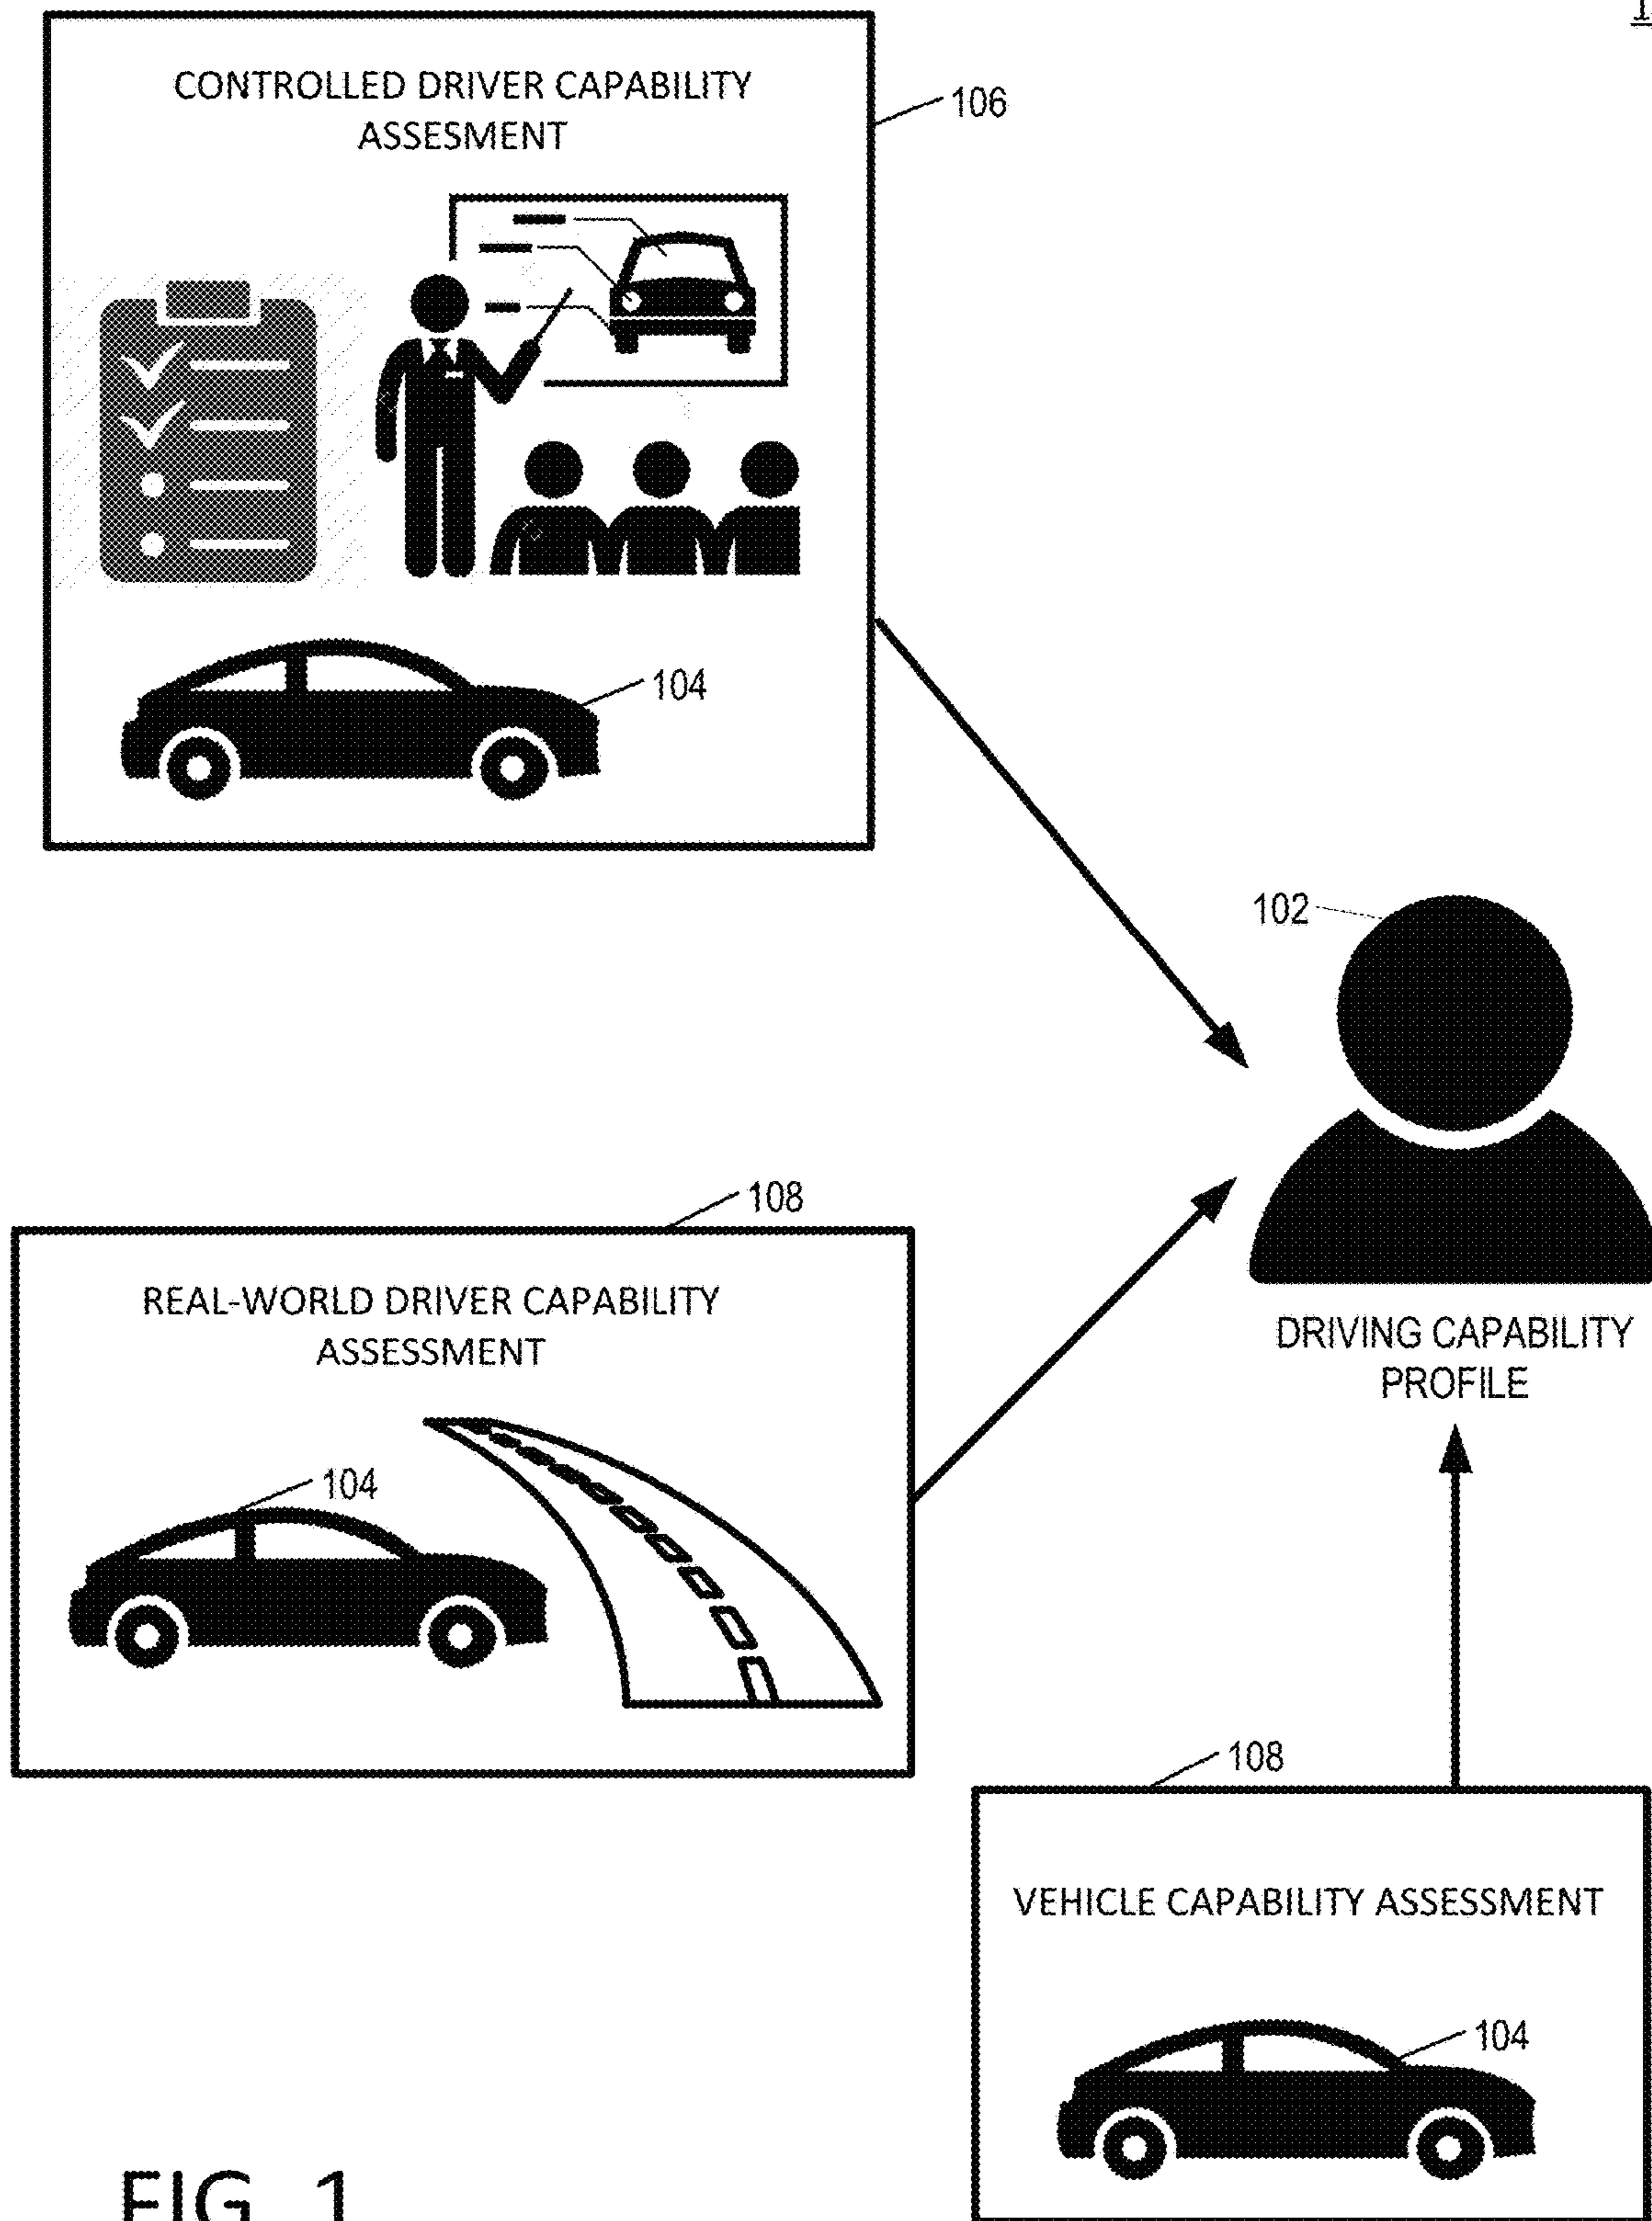 CONTROLLED DRIVER CAPABILITY
ASSESMENT
106
104
102
DRIVING CAPABILITY
PROFILE
108
REAL-WORLD DRIVER CAPABILITY
ASSESSMENT
104
108
VEHICLE CAPABILITY ASSESSMENT
104
FIG. 1